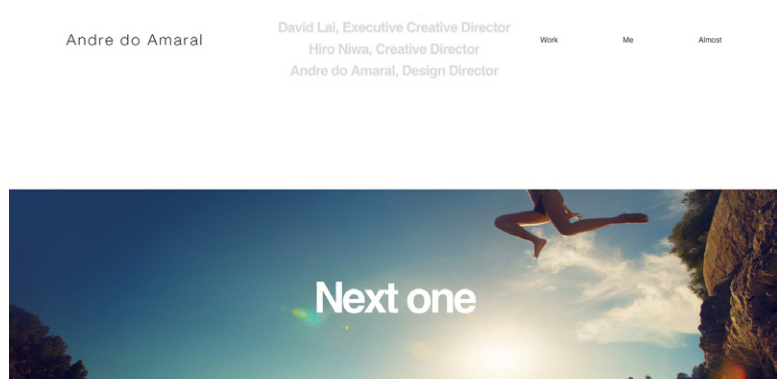 Andre do Amaral
David Lai, Executive Creative Director
Hiro Niwa, Creative Director
Andre do Amaral, Design Director
Work
Me
Almost
Next one